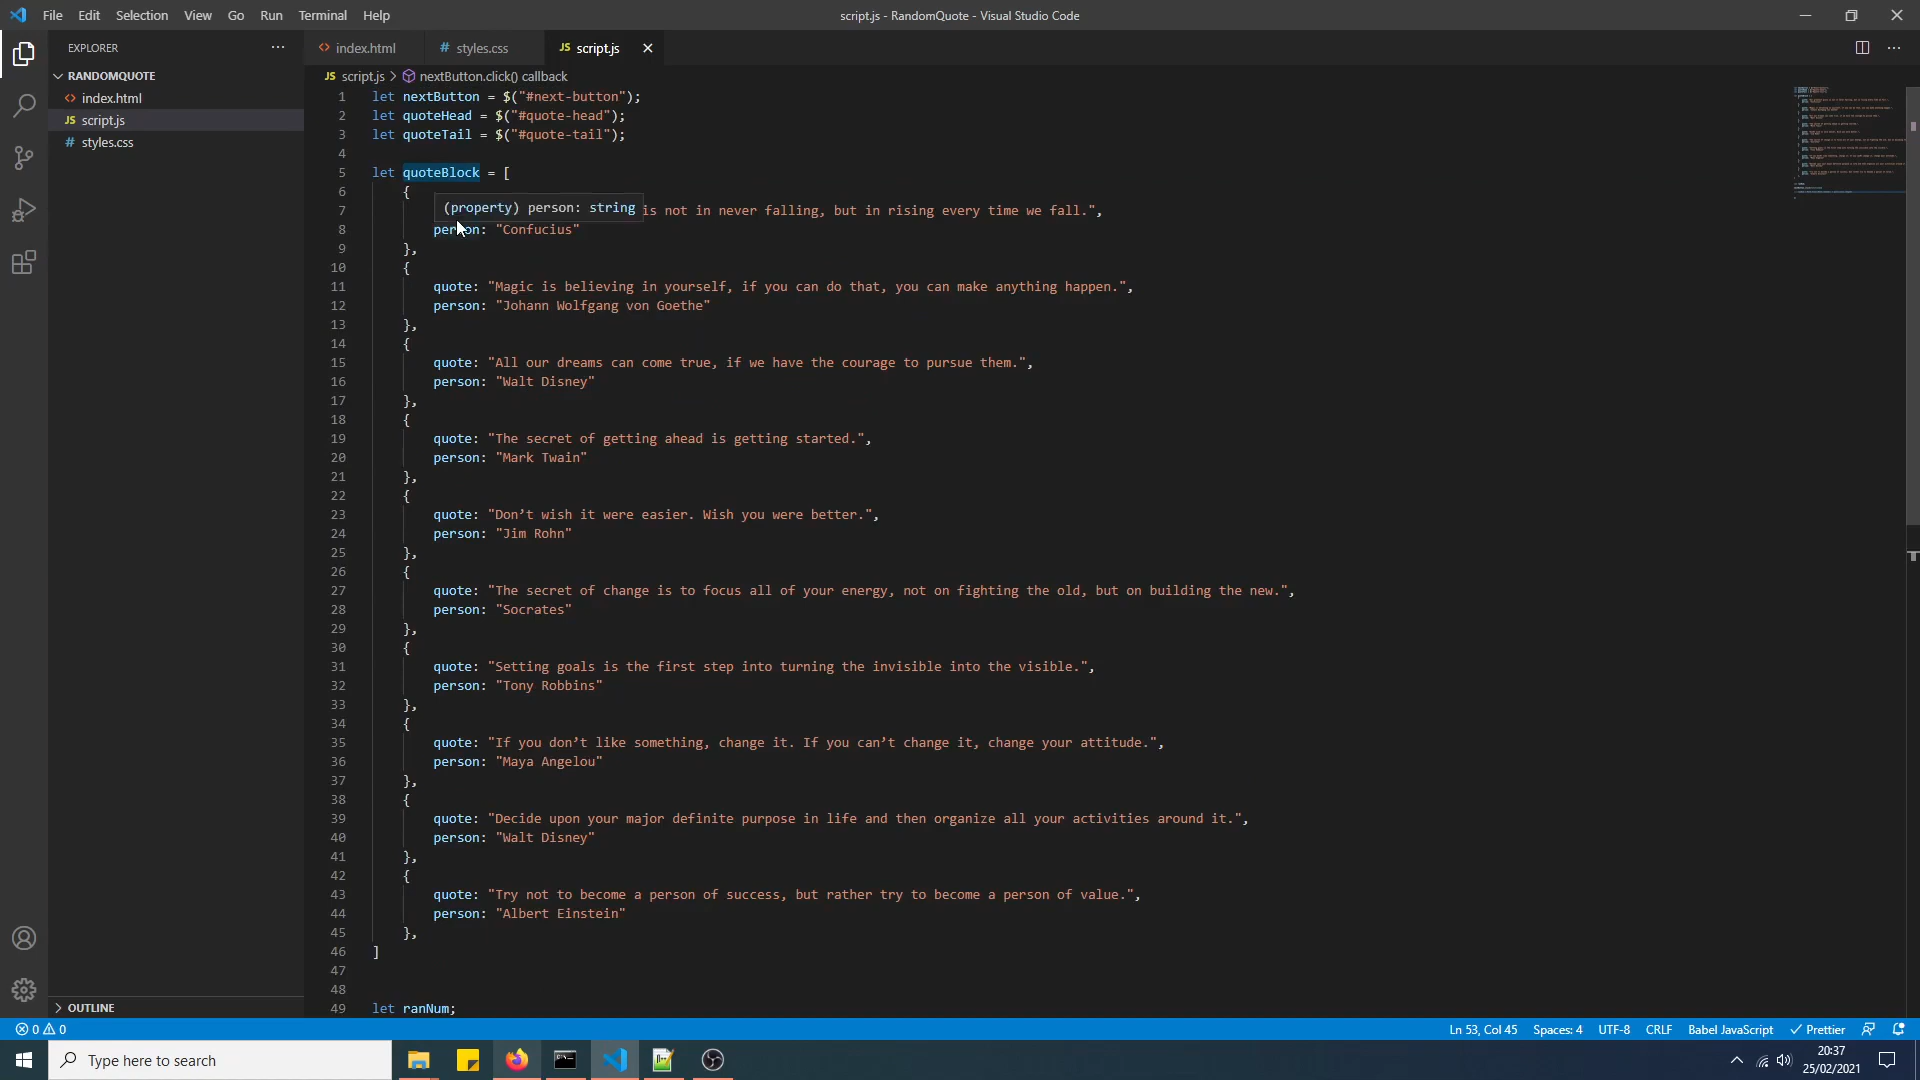 File Edit Selection View Go Run Terminal Help
script.js - RandomQuote - Visual Studio Code
EXPLORER
RANDOMQUOTE
<> index.html
JS script.js
# styles.css
OUTLINE
<> index.html
# styles.css
JS script.js
JS script.js > nextButton.click() callback
1 let nextButton = $("#next-button");
2 let quoteHead = $("#quote-head");
3 let quoteTail = $("#quote-tail");
4
5 let quoteBlock = [
6 {
(property) person: string
7 is not in never falling, but in rising every time we fall.",
8 person: "Confucius"
9 },
10 {
11 quote: "Magic is believing in yourself, if you can do that, you can make anything happen.",
12 person: "Johann Wolfgang von Goethe"
13 },
14 {
15 quote: "All our dreams can come true, if we have the courage to pursue them.",
16 person: "Walt Disney"
17 },
18 {
19 quote: "The secret of getting ahead is getting started.",
20 person: "Mark Twain"
21 },
22 {
23 quote: "Don’t wish it were easier. Wish you were better.",
24 person: "Jim Rohn"
25 },
26 {
27 quote: "The secret of change is to focus all of your energy, not on fighting the old, but on building the new.",
28 person: "Socrates"
29 },
30 {
31 quote: "Setting goals is the first step into turning the invisible into the visible.",
32 person: "Tony Robbins"
33 },
34 {
35 quote: "If you don’t like something, change it. If you can’t change it, change your attitude.",
36 person: "Maya Angelou"
37 },
38 {
39 quote: "Decide upon your major definite purpose in life and then organize all your activities around it.",
40 person: "Walt Disney"
41 },
42 {
43 quote: "Try not to become a person of success, but rather try to become a person of value.",
44 person: "Albert Einstein"
45 },
46 ]
47
48
49 let ranNum;
0 0
Ln 53, Col 45 Spaces: 4 UTF-8 CRLF Babel JavaScript Prettier
Type here to search
20:37
25/02/2021